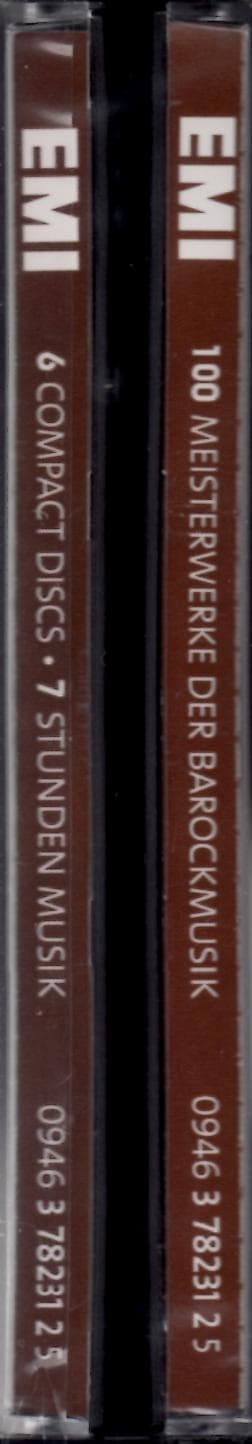 EMI 100 MEISTERWERKE DER BAROCKMUSIK 0946 3 78231 2 5
EMI 6 COMPACT DISCS • 7 STUNDEN MUSIK 0946 3 78231 2 5